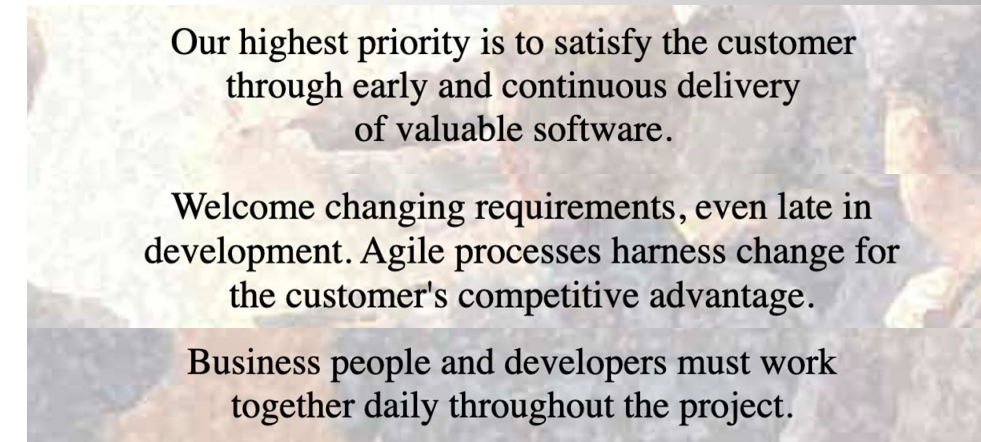 Our highest priority is to satisfy the customer
through early and continuous delivery
of valuable software.
Welcome changing requirements, even late in
development. Agile processes harness change for
the customer's competitive advantage.
Business people and developers must work
together daily throughout the project.